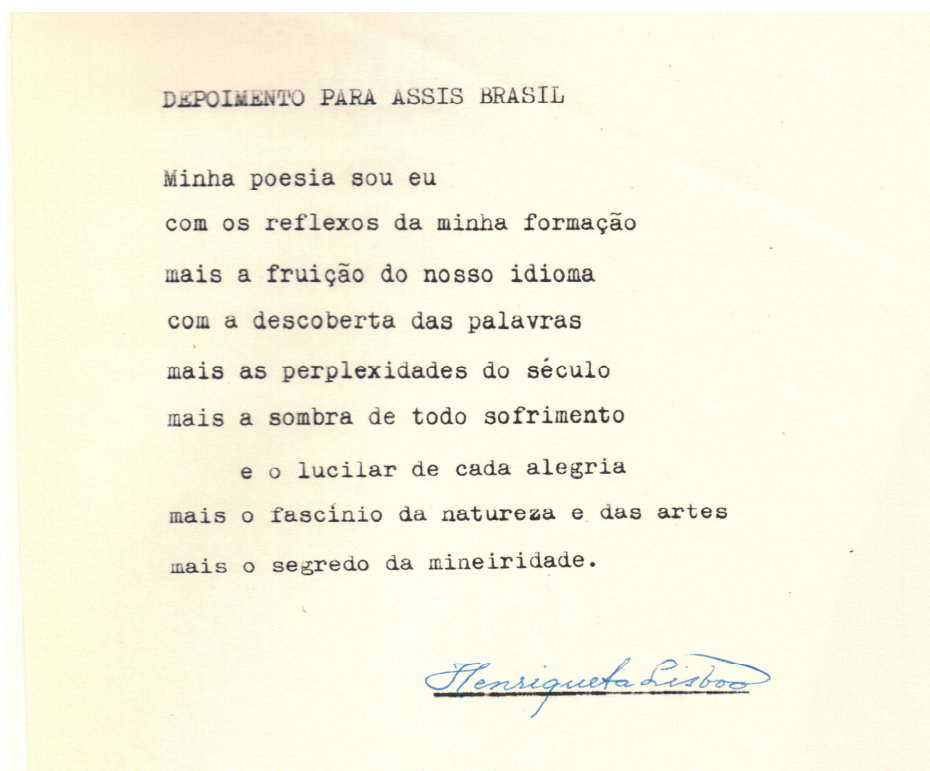 DEPOIMENTO PARA ASSIS BRASIL
Minha poesia sou eu
com os reflexos da minha formação
mais a fruição do nosso idioma
com a descoberta das palavras
mais as perplexidades do século
mais a sombra de todo sofrimento
e o lucilar de cada alegria
mais o fascínio da natureza e das artes
mais o segredo da mineiridade.
Henriqueta Lisboa